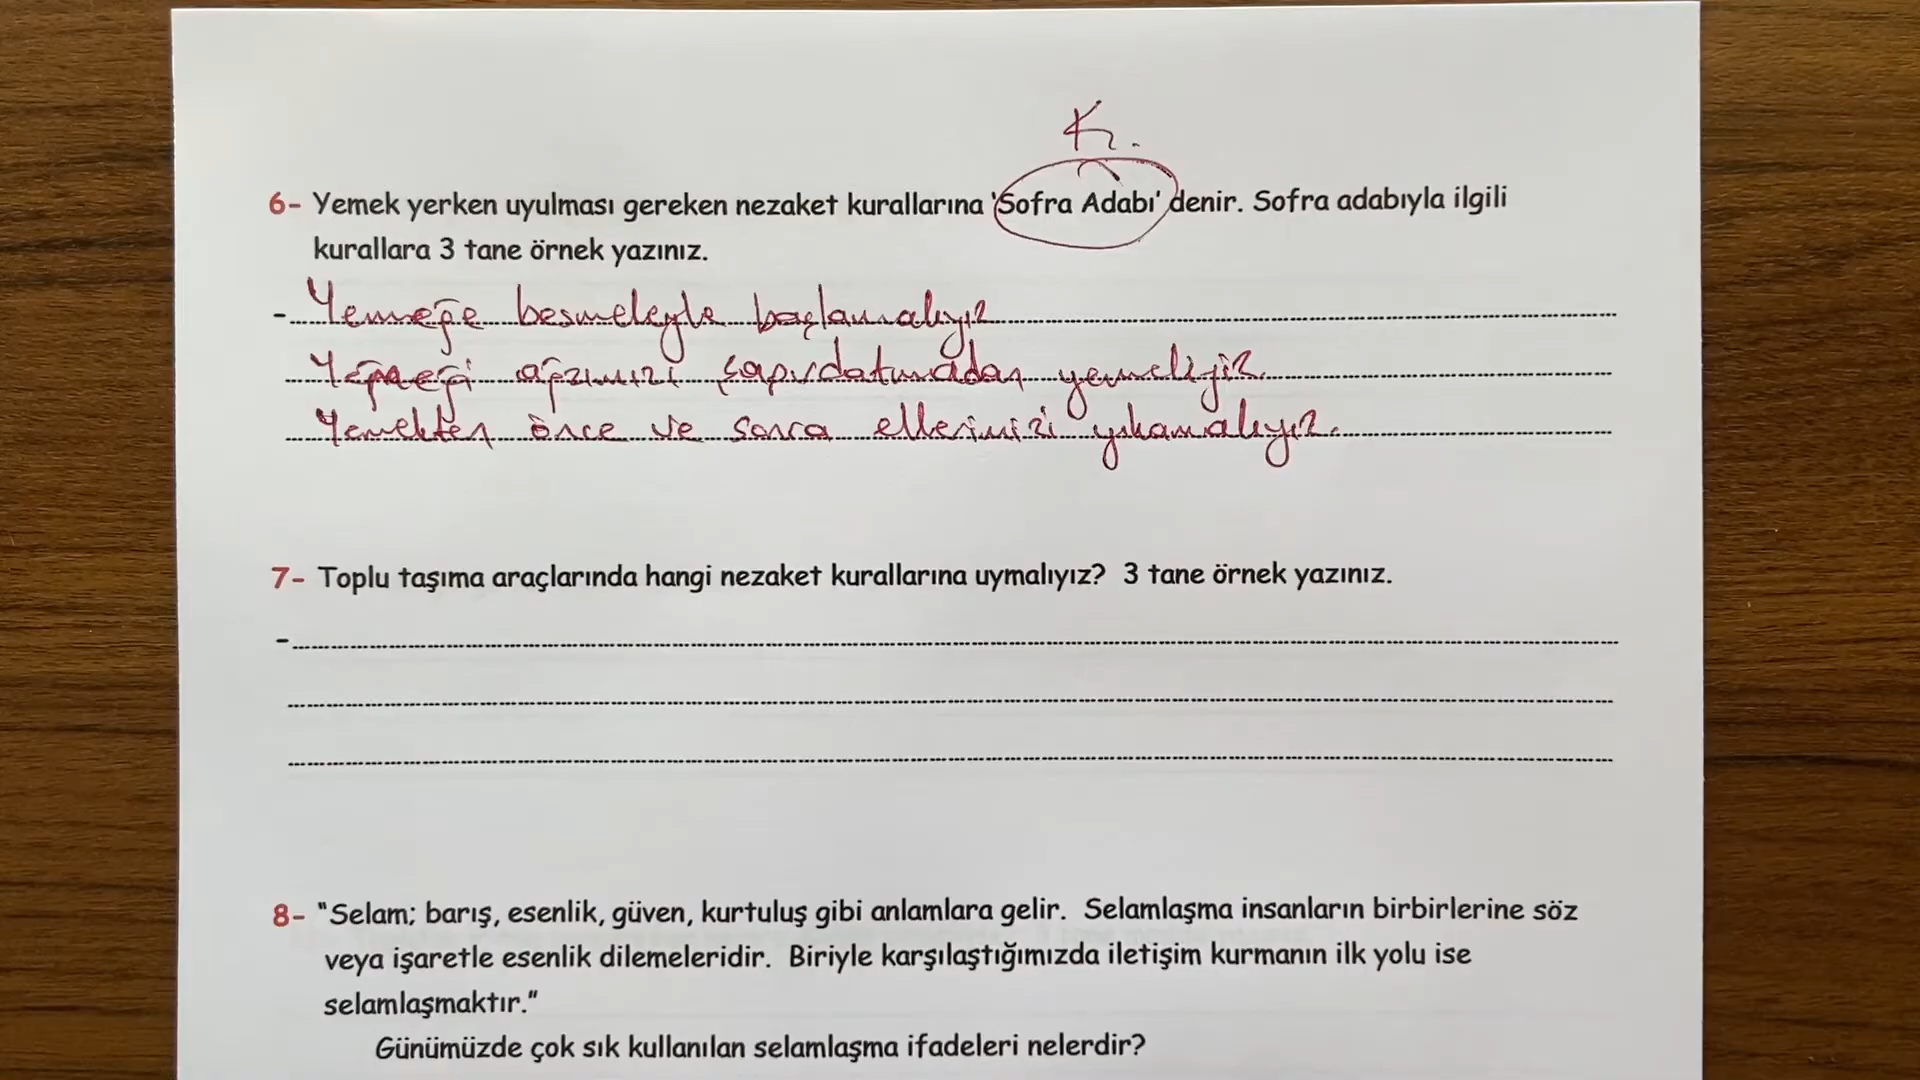 K.
6- Yemek yerken uyulması gereken nezaket kurallarına 'Sofra Adabı' denir. Sofra adabıyla ilgili
kurallara 3 tane örnek yazınız.
- Yemeğe besmeleyle başlamalıyız
Yemeği ağzımızı şapırdatmadan yemeliyiz.
Yemekten önce ve sonra ellerimizi yıkamalıyız.
7- Toplu taşıma araçlarında hangi nezaket kurallarına uymalıyız? 3 tane örnek yazınız.
-
8- "Selam; barış, esenlik, güven, kurtuluş gibi anlamlara gelir. Selamlaşma insanların birbirlerine söz
veya işaretle esenlik dilemeleridir. Biriyle karşılaştığımızda iletişim kurmanın ilk yolu ise
selamlaşmaktır."
Günümüzde çok sık kullanılan selamlaşma ifadeleri nelerdir?